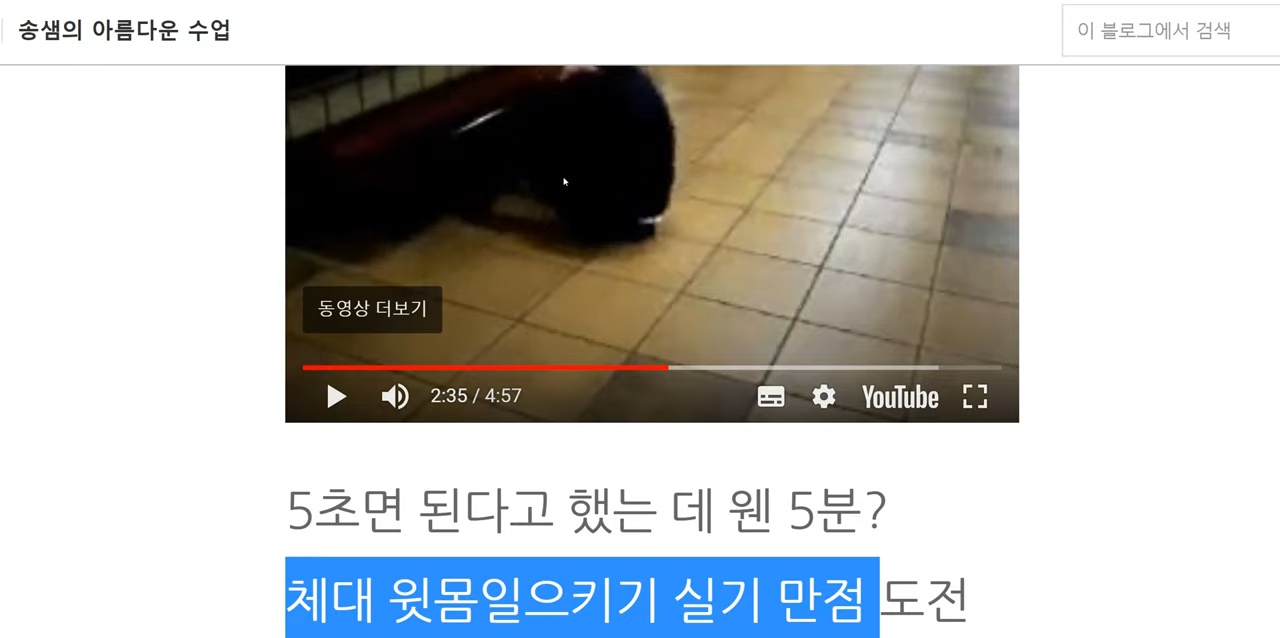 송샘의 아름다운 수업
이 블로그에서 검색
동영상 더보기
2:35 / 4:57
YouTube
5초면 된다고 했는 데 웬 5분?
체대 윗몸일으키기 실기 만점 도전